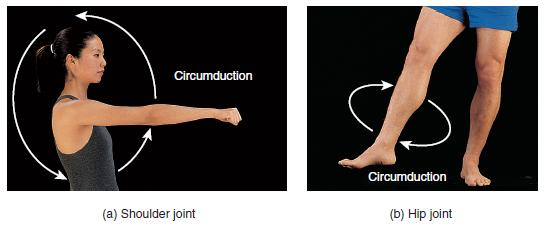 Circumduction
Circumduction
(a) Shoulder joint
(b) Hip joint